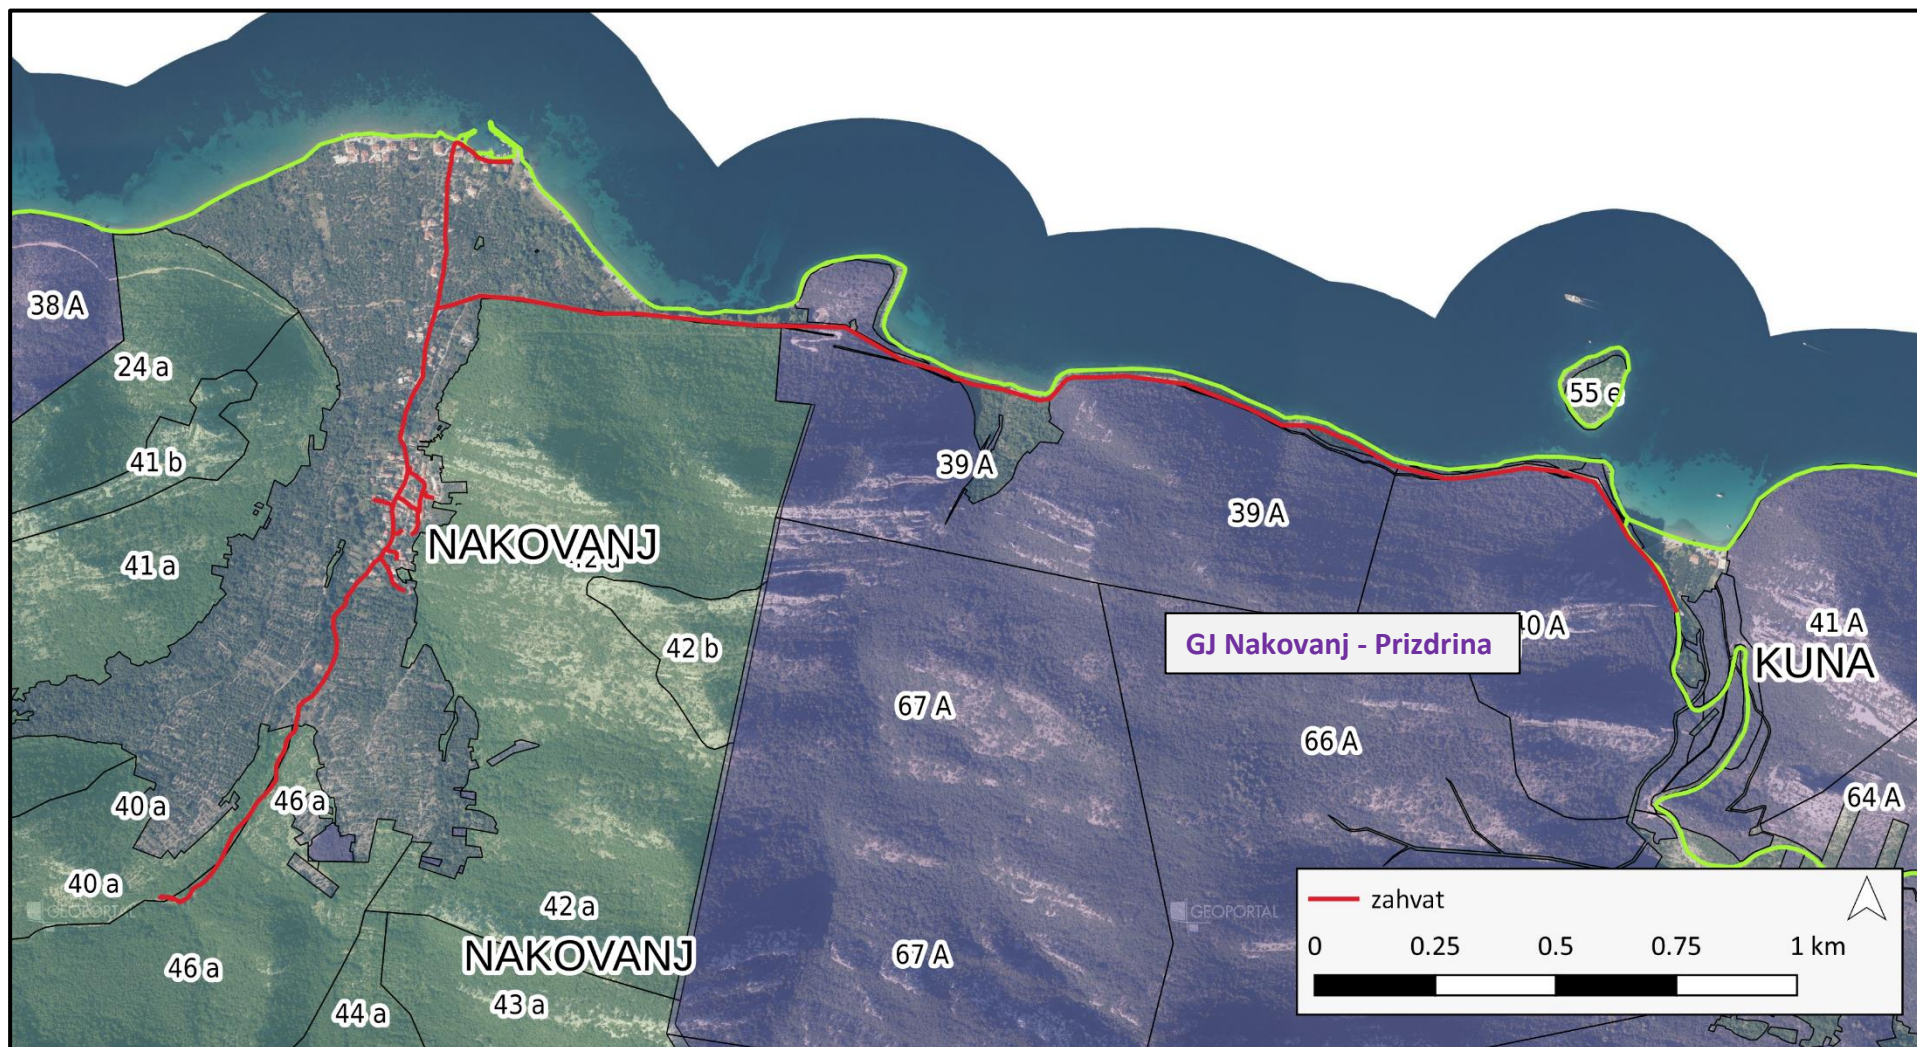 38 A
24 a
55 e
41 b
39 A
39 A
NAKOVANJ
41 a
42 b
GJ Nakovanj - Prizdrina
40 A
41 A
KUNA
67 A
66 A
40 a
46 a
64 A
40 a
GEOPORTAL
42 a
GEOPORTAL
zahvat
NAKOVANJ
46 a
67 A
0 0.25 0.5 0.75 1 km
43 a
44 a